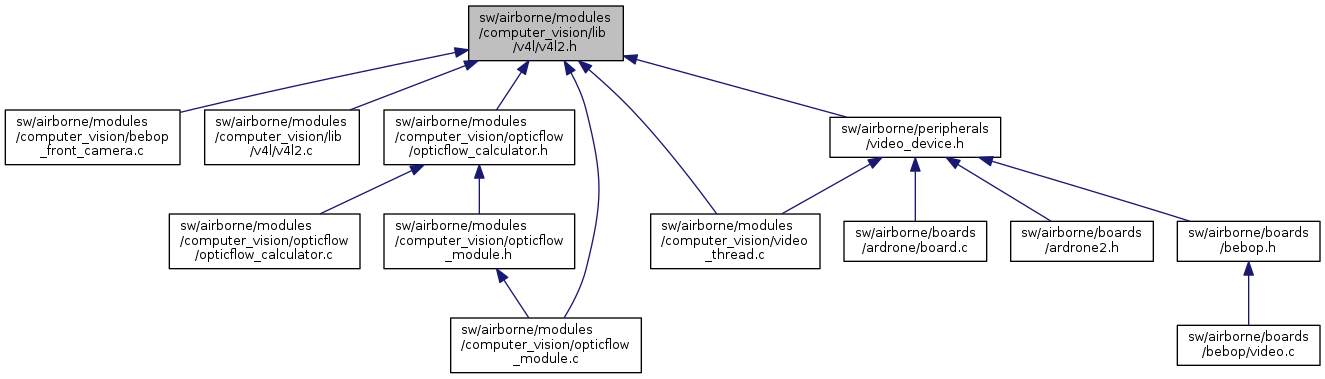 sw/airborne/modules
/computer_vision/lib
/v4l/v4l2.h
sw/airborne/modules
/computer_vision/bebop
_front_camera.c
sw/airborne/modules
/computer_vision/lib
/v4l/v4l2.c
sw/airborne/modules
/computer_vision/opticflow
/opticflow_calculator.h
sw/airborne/peripherals
/video_device.h
sw/airborne/modules
/computer_vision/opticflow
/opticflow_calculator.c
sw/airborne/modules
/computer_vision/opticflow
_module.h
sw/airborne/modules
/computer_vision/video
_thread.c
sw/airborne/boards
/ardrone/board.c
sw/airborne/boards
/ardrone2.h
sw/airborne/boards
/bebop.h
sw/airborne/modules
/computer_vision/opticflow
_module.c
sw/airborne/boards
/bebop/video.c